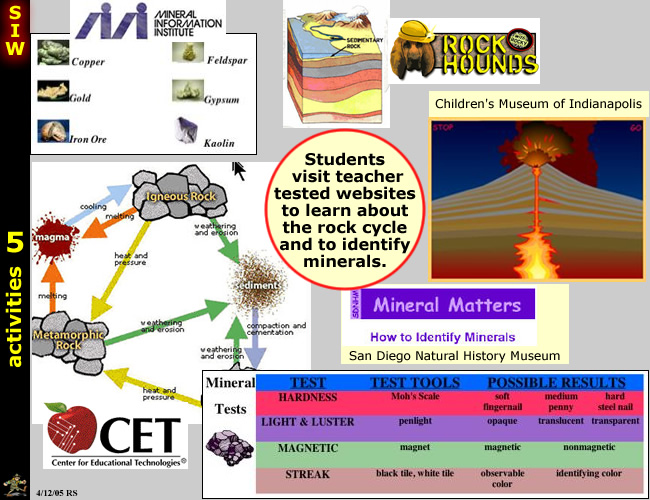 S
I
W
5
activities
MINERAL
INFORMATION
INSTITUTE
Copper
Feldspar
Gold
Gypsum
Iron Ore
Kaolin
SEDIMENTARY
ROCK
ROCK
HOUNDS
Children's Museum of Indianapolis
STOP
GO
Students
visit teacher
tested websites
to learn about
the rock cycle
and to identify
minerals.
Igneous Rock
cooling
melting
magma
weathering
and erosion
heat and
pressure
ediments
melting
Metamorphic
Rock
weathering
and erosion
compaction and
cementation
weathering
and erosion
heat and
pressure
CET
Center for Educational Technologies®
Mineral Matters
How to Identify Minerals
San Diego Natural History Museum
Mineral
Tests
TEST TEST TOOLS POSSIBLE RESULTS
HARDNESS Moh's Scale soft fingernail medium penny hard steel nail
LIGHT & LUSTER penlight opaque translucent transparent
MAGNETIC magnet magnetic nonmagnetic
STREAK black tile, white tile observable color identifying color
4/12/05 RS